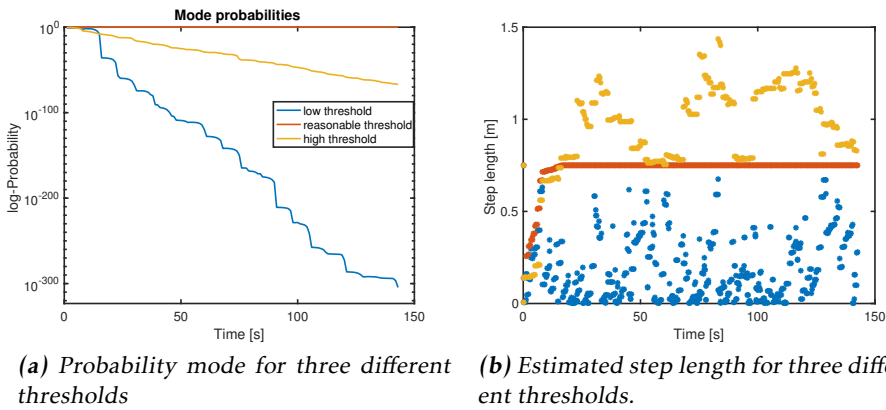 Mode probabilities
10^0
10^-100
10^-200
10^-300
log-Probability
low threshold
reasonable threshold
high threshold
0
50
100
150
Time [s]
1.5
1
0.5
0
Step length [m]
0
50
100
150
Time [s]
(a) Probability mode for three different
thresholds
(b) Estimated step length for three differ-
ent thresholds.